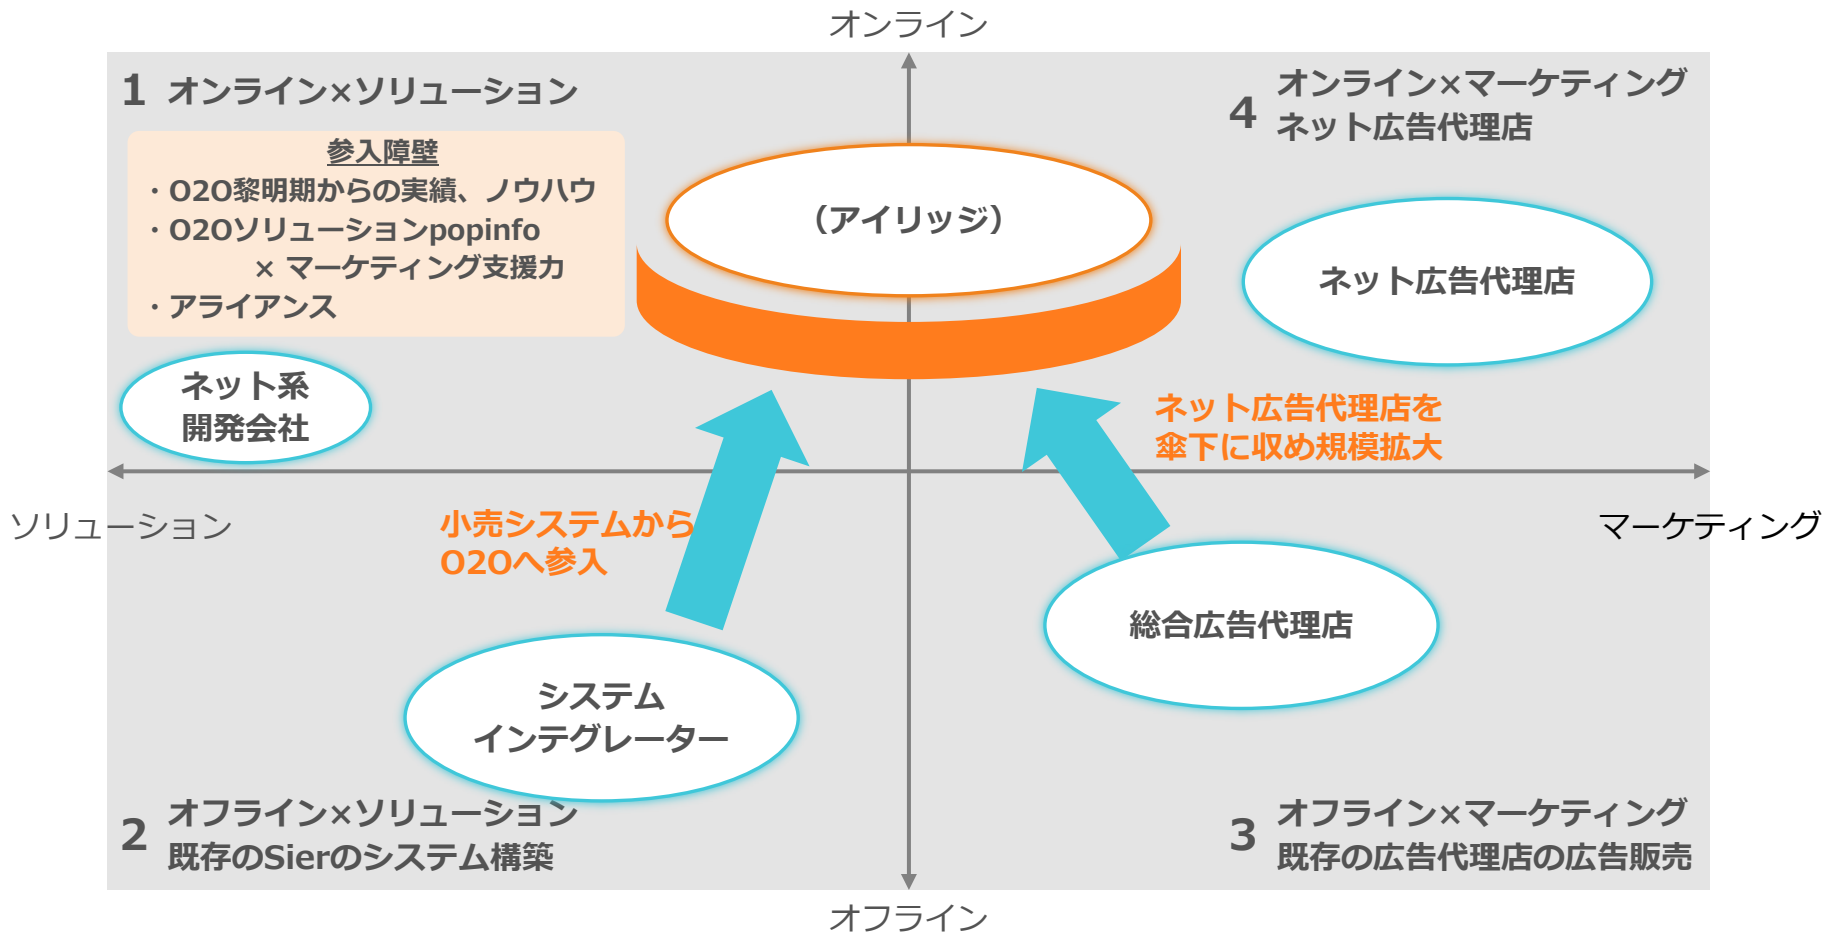 オンライン
1 オンライン×ソリューション
参入障壁
・O2O黎明期からの実績、ノウハウ
・O2Oソリューションpopinfo
× マーケティング支援力
・アライアンス
4 オンライン×マーケティング
ネット広告代理店
（アイリッジ）
ネット広告代理店
ネット系
開発会社
ネット広告代理店を
傘下に収め規模拡大
ソリューション
マーケティング
小売システムから
O2Oへ参入
総合広告代理店
システム
インテグレーター
2 オフライン×ソリューション
既存のSierのシステム構築
3 オフライン×マーケティング
既存の広告代理店の広告販売
オフライン